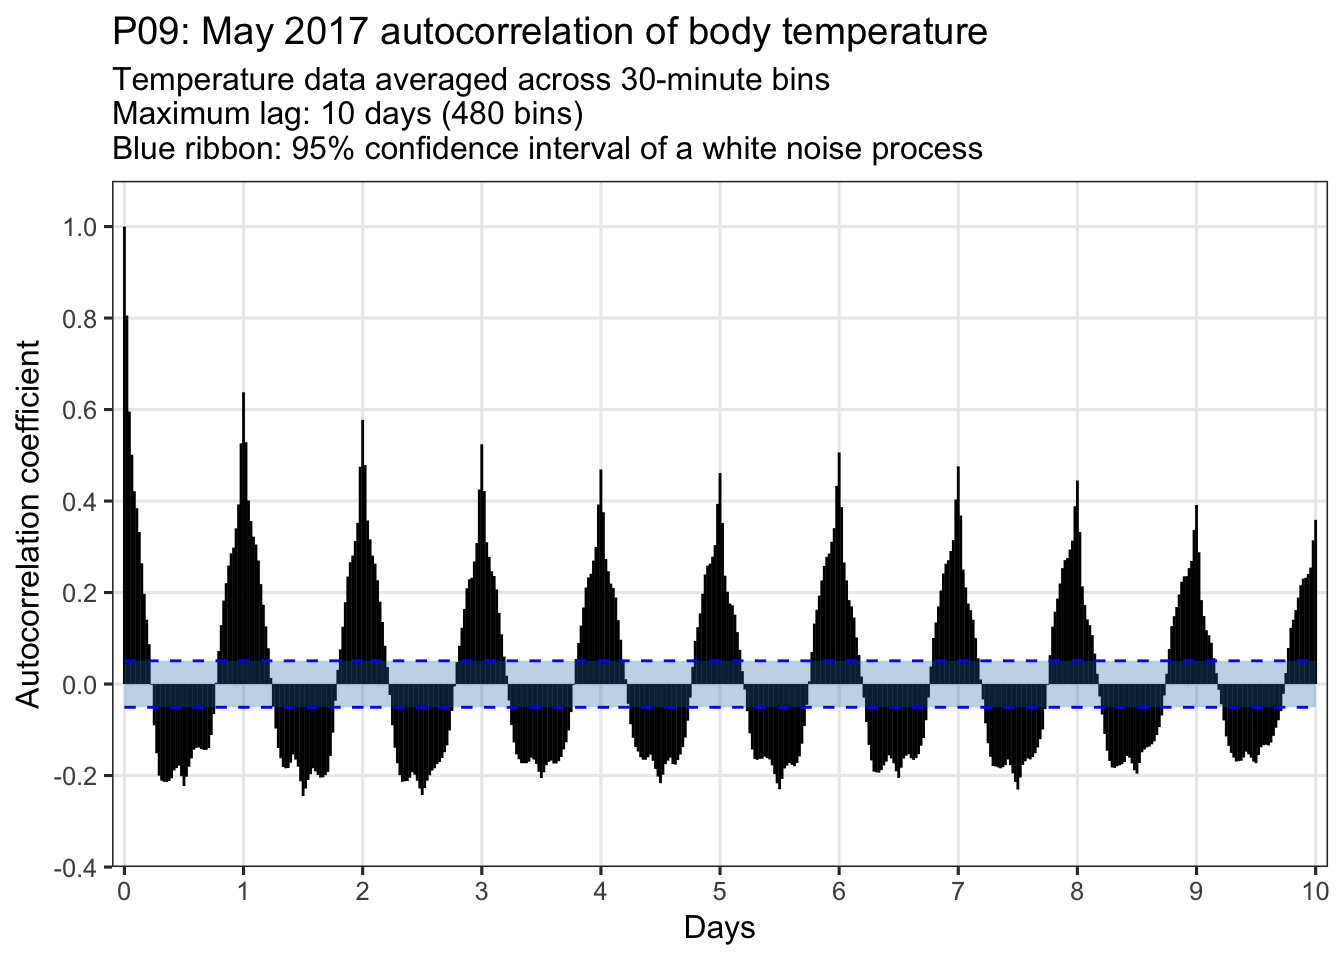 P09: May 2017 autocorrelation of body temperature
Temperature data averaged across 30-minute bins
Maximum lag: 10 days (480 bins)
Blue ribbon: 95% confidence interval of a white noise process
Autocorrelation coefficient
1.0
0.8
0.6
0.4
0.2
0.0
-0.2
-0.4
0 1 2 3 4 5 6 7 8 9 10
Days